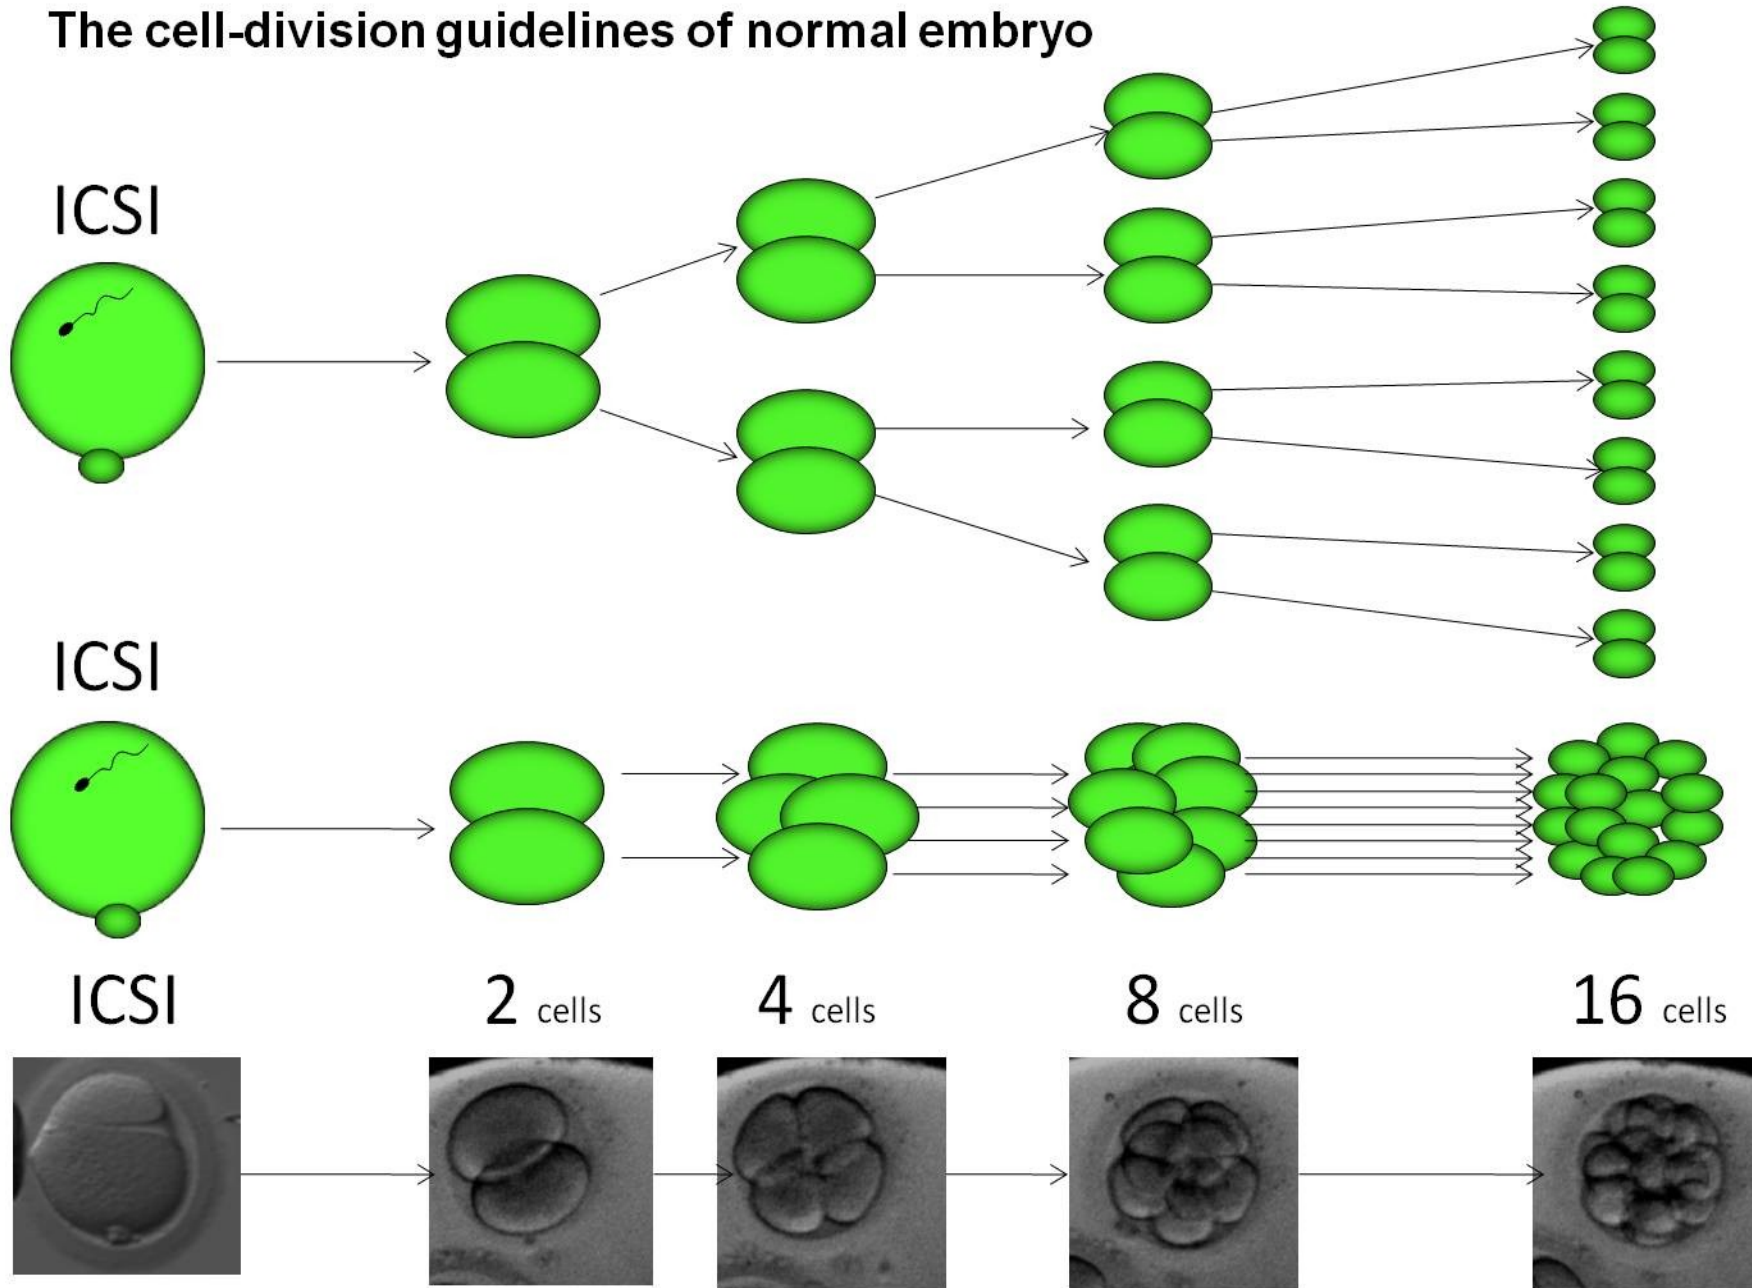 The cell-division guidelines of normal embryo
ICSI
ICSI
ICSI
2 cells
4 cells
8 cells
16 cells